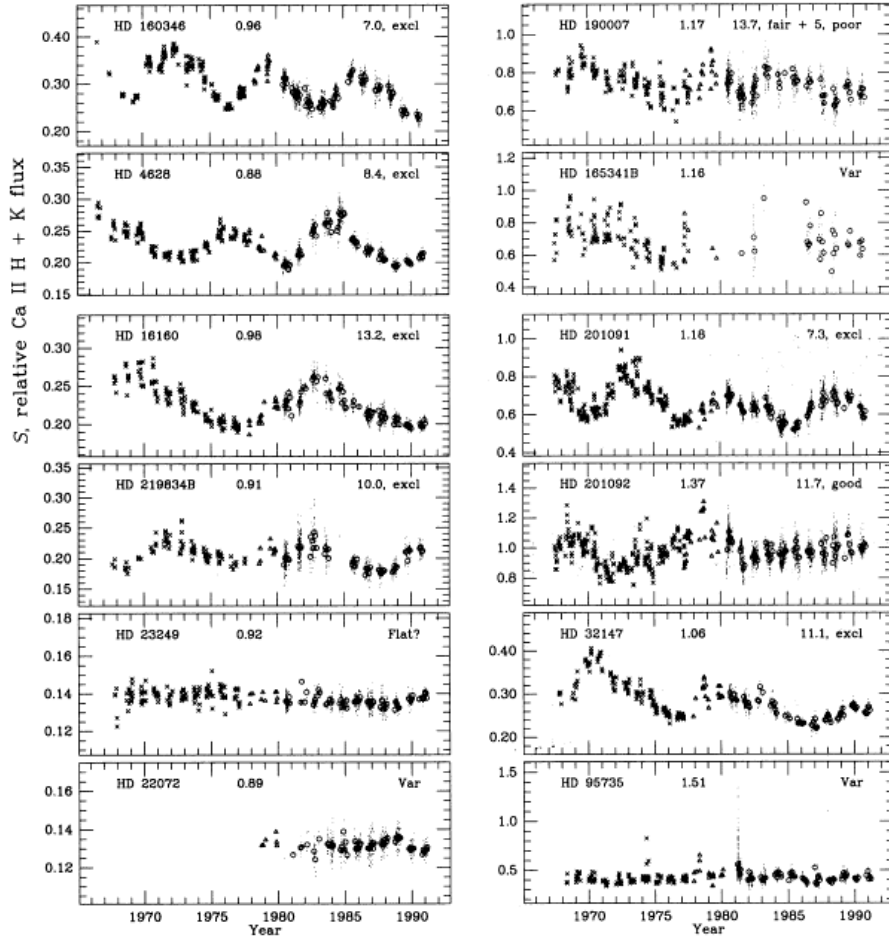 S, relative Ca II H + K flux
HD 160346 0.96 7.0, excl
0.40
0.30
0.20
HD 4628 0.88 8.4, excl
0.30
0.25
0.20
0.15
HD 16160 0.98 13.2, excl
0.30
0.25
0.20
HD 219834B 0.91 10.0, excl
0.35
0.30
0.25
0.20
0.15
HD 23249 0.92 Flat?
0.18
0.16
0.14
0.12
HD 22072 0.89 Var
0.16
0.14
0.12
1970 1975 1980 1985 1990
Year
HD 190007 1.17 13.7, fair + 5, poor
1.0
0.8
0.6
HD 165341B 1.16 Var
1.2
1.0
0.8
0.6
0.4
HD 201091 1.18 7.3, excl
1.0
0.8
0.6
0.4
HD 201092 1.37 11.7, good
1.4
1.2
1.0
0.8
HD 32147 1.06 11.1, excl
0.40
0.30
0.20
HD 95735 1.51 Var
1.5
1.0
0.5
1970 1975 1980 1985 1990
Year